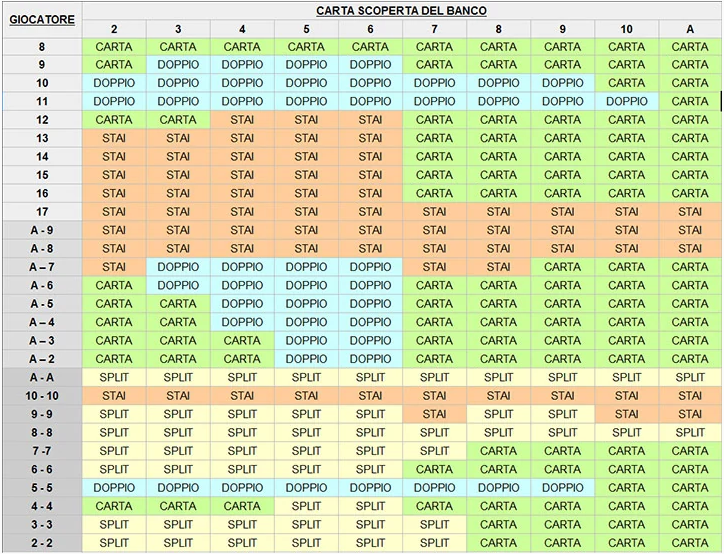 GIOCATORE CARTA SCOPERTA DEL BANCO
2 3 4 5 6 7 8 9 10 A
8 CARTA CARTA CARTA CARTA CARTA CARTA CARTA CARTA CARTA CARTA
9 CARTA DOPPIO DOPPIO DOPPIO DOPPIO CARTA CARTA CARTA CARTA CARTA
10 DOPPIO DOPPIO DOPPIO DOPPIO DOPPIO DOPPIO DOPPIO DOPPIO CARTA CARTA
11 DOPPIO DOPPIO DOPPIO DOPPIO DOPPIO DOPPIO DOPPIO DOPPIO DOPPIO CARTA
12 CARTA CARTA STAI STAI STAI CARTA CARTA CARTA CARTA CARTA
13 STAI STAI STAI STAI STAI CARTA CARTA CARTA CARTA CARTA
14 STAI STAI STAI STAI STAI CARTA CARTA CARTA CARTA CARTA
15 STAI STAI STAI STAI STAI CARTA CARTA CARTA CARTA CARTA
16 STAI STAI STAI STAI STAI CARTA CARTA CARTA CARTA CARTA
17 STAI STAI STAI STAI STAI STAI STAI STAI STAI STAI
A - 9 STAI STAI STAI STAI STAI STAI STAI STAI STAI STAI
A - 8 STAI STAI STAI STAI STAI STAI STAI STAI STAI STAI
A – 7 STAI DOPPIO DOPPIO DOPPIO DOPPIO STAI STAI CARTA CARTA CARTA
A - 6 CARTA DOPPIO DOPPIO DOPPIO DOPPIO CARTA CARTA CARTA CARTA CARTA
A - 5 CARTA CARTA DOPPIO DOPPIO DOPPIO CARTA CARTA CARTA CARTA CARTA
A – 4 CARTA CARTA DOPPIO DOPPIO DOPPIO CARTA CARTA CARTA CARTA CARTA
A – 3 CARTA CARTA CARTA DOPPIO DOPPIO CARTA CARTA CARTA CARTA CARTA
A – 2 CARTA CARTA CARTA DOPPIO DOPPIO CARTA CARTA CARTA CARTA CARTA
A - A SPLIT SPLIT SPLIT SPLIT SPLIT SPLIT SPLIT SPLIT SPLIT SPLIT
10 - 10 STAI STAI STAI STAI STAI STAI STAI STAI STAI STAI
9 - 9 SPLIT SPLIT SPLIT SPLIT SPLIT STAI SPLIT SPLIT STAI STAI
8 - 8 SPLIT SPLIT SPLIT SPLIT SPLIT SPLIT SPLIT SPLIT SPLIT SPLIT
7 -7 SPLIT SPLIT SPLIT SPLIT SPLIT SPLIT CARTA CARTA CARTA CARTA
6 - 6 SPLIT SPLIT SPLIT SPLIT SPLIT CARTA CARTA CARTA CARTA CARTA
5 - 5 DOPPIO DOPPIO DOPPIO DOPPIO DOPPIO DOPPIO DOPPIO DOPPIO CARTA CARTA
4 - 4 CARTA CARTA CARTA SPLIT SPLIT CARTA CARTA CARTA CARTA CARTA
3 - 3 SPLIT SPLIT SPLIT SPLIT SPLIT SPLIT CARTA CARTA CARTA CARTA
2 - 2 SPLIT SPLIT SPLIT SPLIT SPLIT SPLIT CARTA CARTA CARTA CARTA